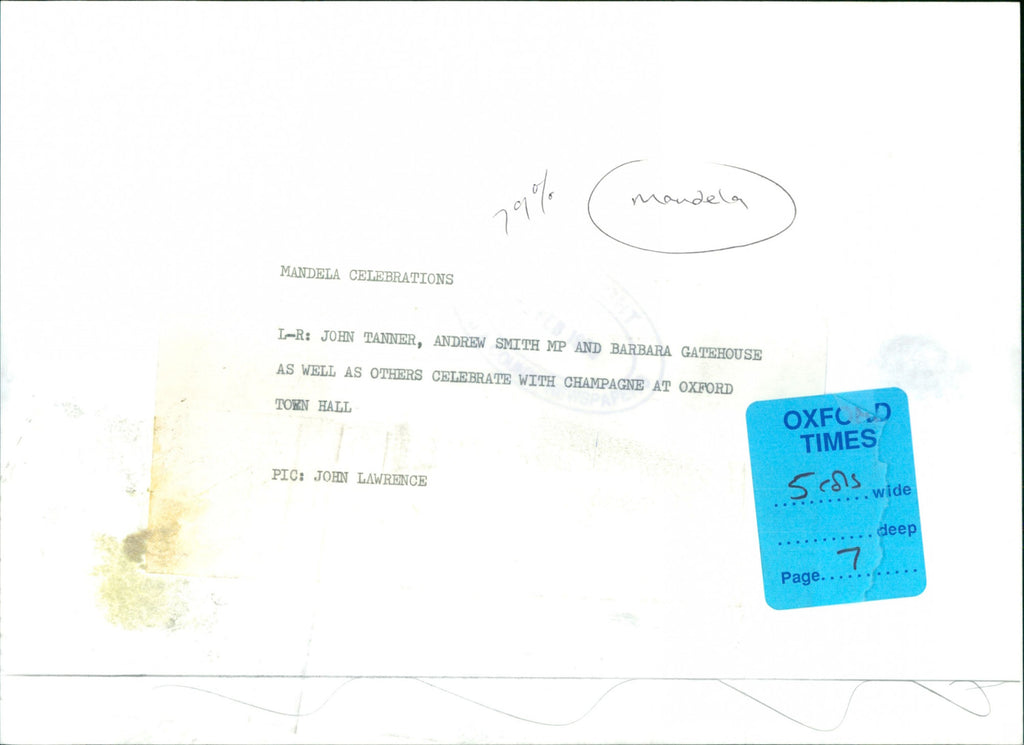 79%
Mandela
MANDELA CELEBRATIONS
L-R: JOHN TANNER, ANDREW SMITH MP AND BARBARA GATEHOUSE
AS WELL AS OTHERS CELEBRATE WITH CHAMPAGNE AT OXFORD
TOWN HALL
PIC: JOHN LAWRENCE
OXFORD
TIMES
5 cols wide
deep
Page 7